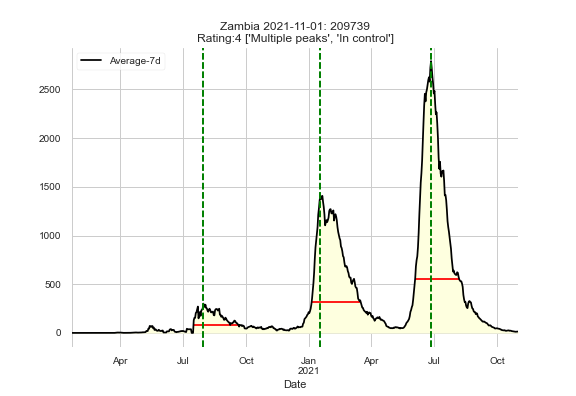 Zambia 2021-11-01: 209739
Rating:4 ['Multiple peaks', 'In control']
Average-7d
2500
2000
1500
1000
500
0
Apr Jul Oct Jan Apr Jul Oct
2021
Date